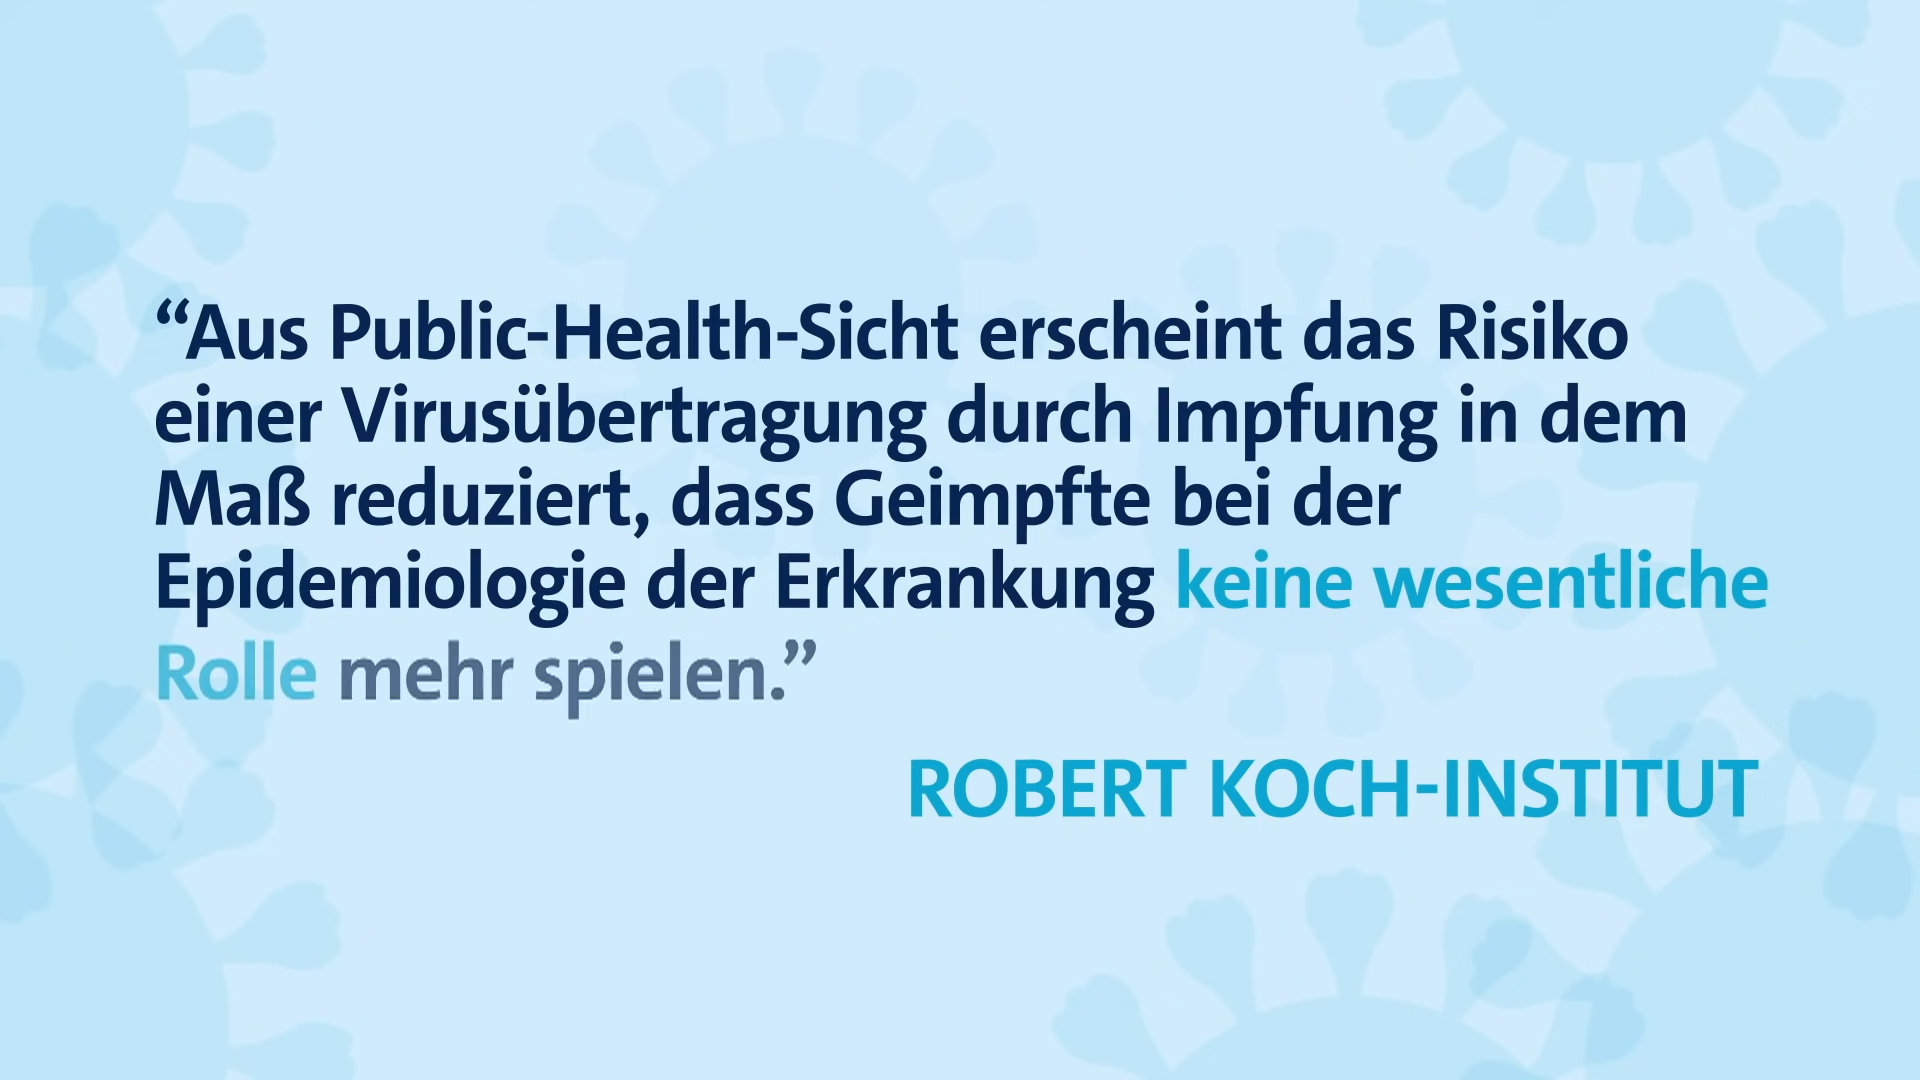 “Aus Public-Health-Sicht erscheint das Risiko
einer Virusübertragung durch Impfung in dem
Maß reduziert, dass Geimpfte bei der
Epidemiologie der Erkrankung keine wesentliche
Rolle mehr spielen.”
ROBERT KOCH-INSTITUT